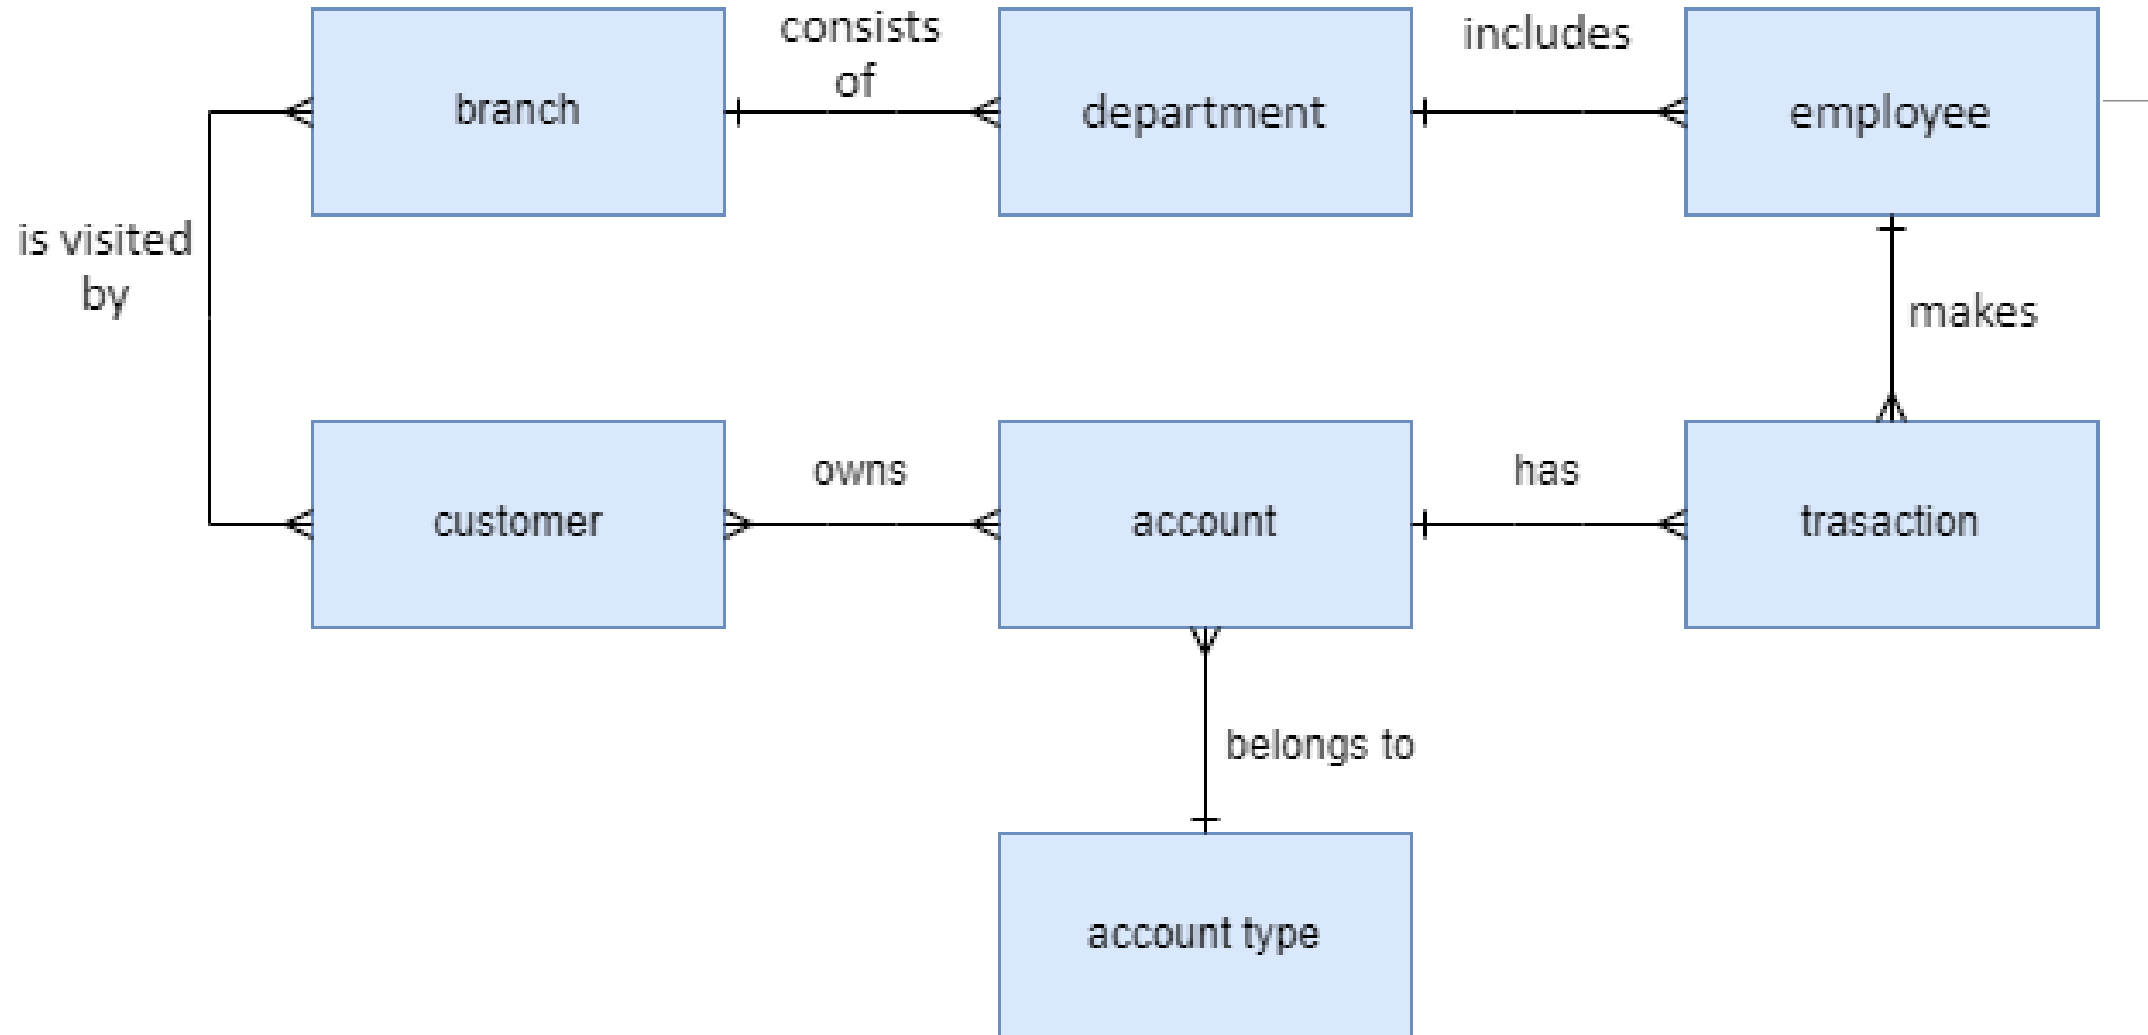 consists
of
includes
branch
department
employee
is visited
by
makes
owns
has
customer
account
trasaction
belongs to
account type